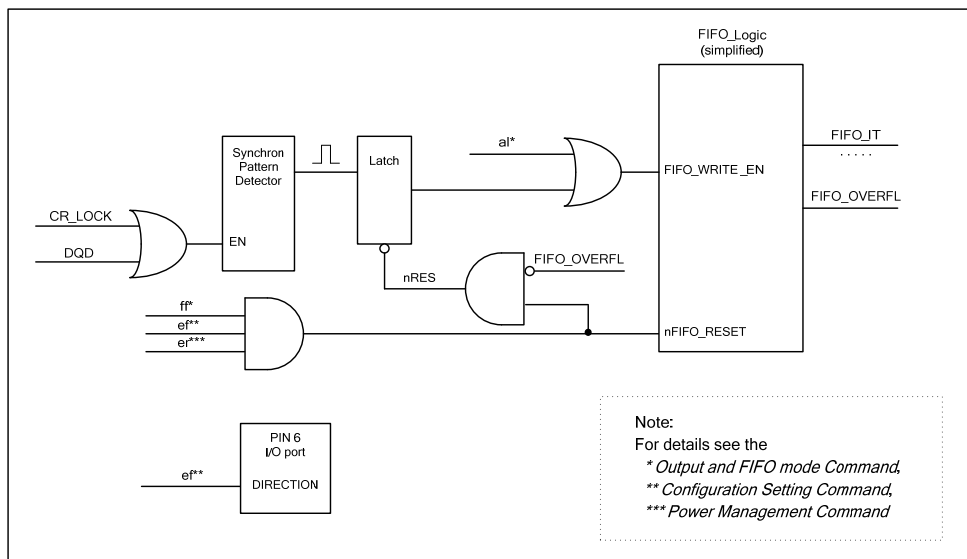 FIFO_Logic
(simplified)
al*
Synchron
Pattern
Detector
Latch
FIFO_IT
.....
FIFO_WRITE_EN
FIFO_OVERFL
CR_LOCK
EN
DQD
FIFO_OVERFL
nRES
ff*
ef**
er***
nFIFO_RESET
PIN 6
I/O port
ef**
DIRECTION
Note:
For details see the
* Output and FIFO mode Command,
** Configuration Setting Command,
*** Power Management Command